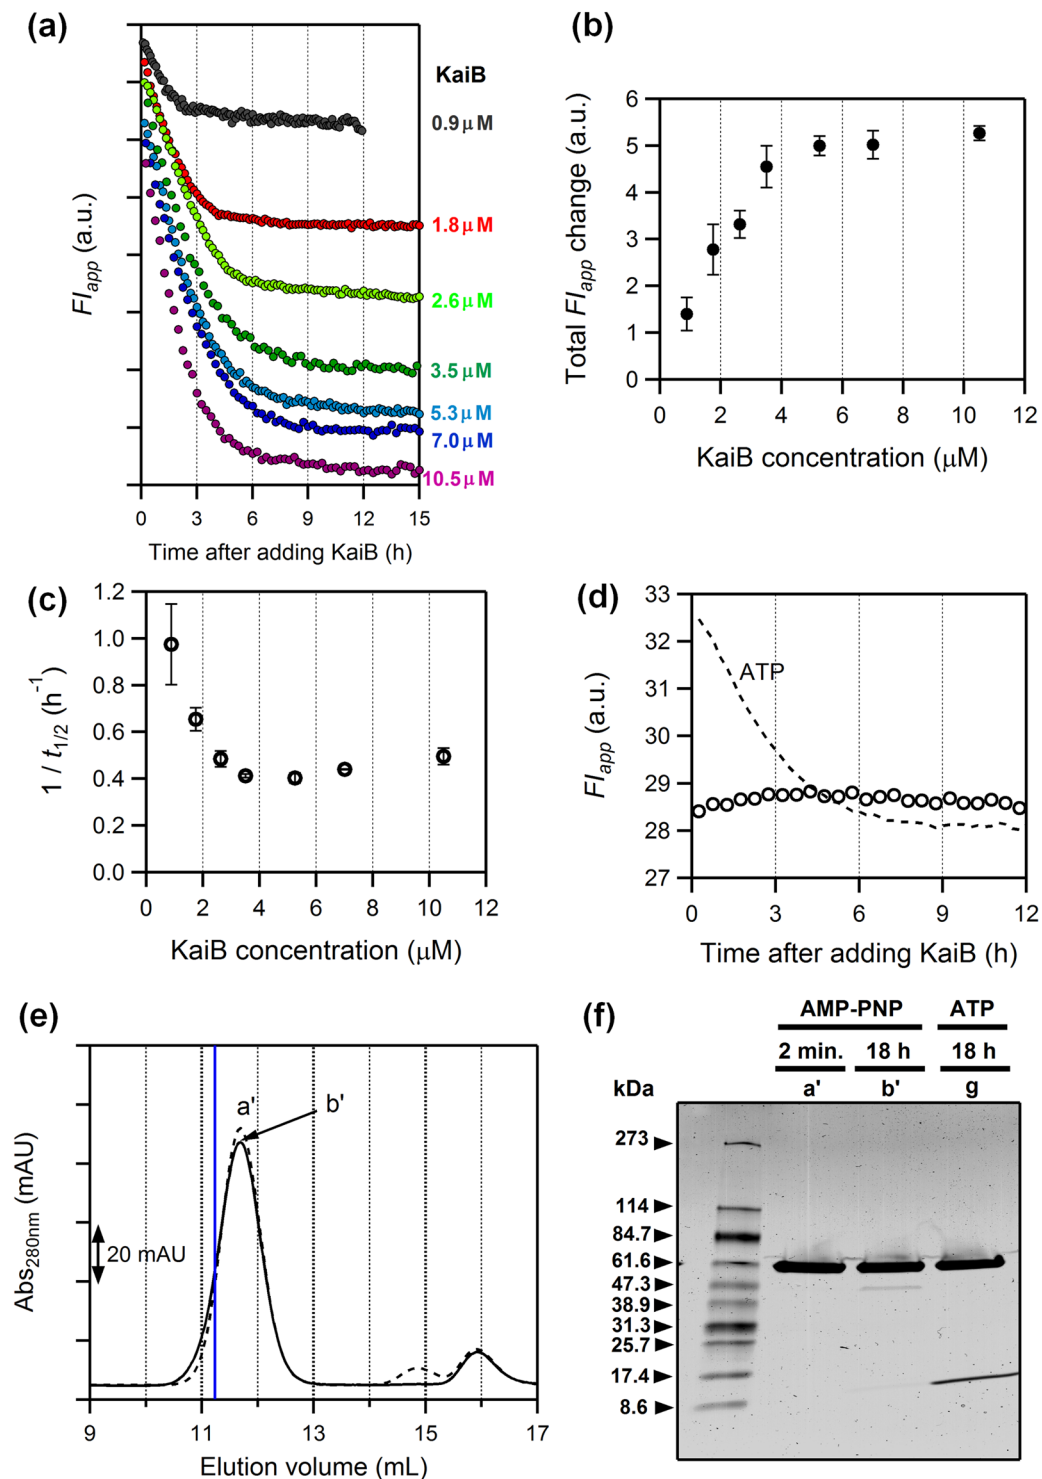 (a)
FIapp (a.u.)
KaiB
0.9 μM
1.8 μM
2.6 μM
3.5 μM
5.3 μM
7.0 μM
10.5 μM
0 3 6 9 12 15
Time after adding KaiB (h)
(b)
Total FIapp change (a.u.)
6
5
4
3
2
1
0
0 2 4 6 8 10 12
KaiB concentration (μM)
(c)
1 / t1/2 (h-1)
1.2
1.0
0.8
0.6
0.4
0.2
0.0
0 2 4 6 8 10 12
KaiB concentration (μM)
(d)
FIapp (a.u.)
33
32
31
30
29
28
27
ATP
0 3 6 9 12
Time after adding KaiB (h)
(e)
Abs280nm (mAU)
a' b'
20 mAU
9 11 13 15 17
Elution volume (mL)
(f)
AMP-PNP ATP
2 min. 18 h 18 h
kDa a' b' g
273
114
84.7
61.6
47.3
38.9
31.3
25.7
17.4
8.6